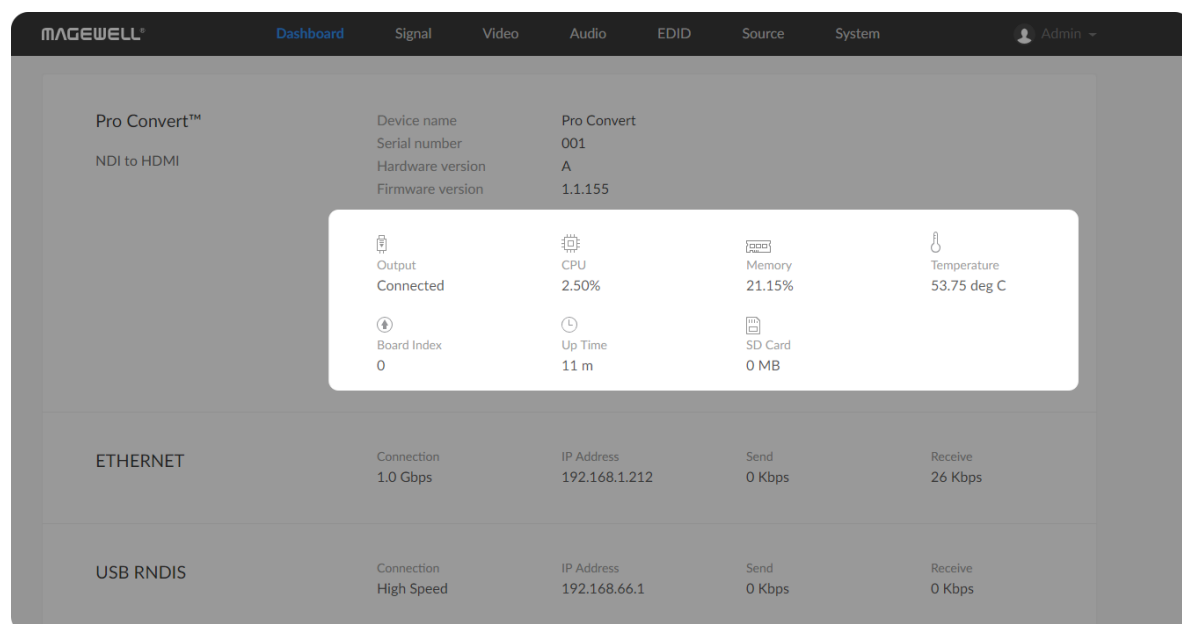 MAGEWELL® Dashboard Signal Video Audio EDID Source System Admin
Pro Convert™
NDI to HDMI
Device name Pro Convert
Serial number 001
Hardware version A
Firmware version 1.1.155
Output CPU Memory Temperature
Connected 2.50% 21.15% 53.75 deg C
Board Index Up Time SD Card
0 11 m 0 MB
ETHERNET
Connection IP Address Send Receive
1.0 Gbps 192.168.1.212 0 Kbps 26 Kbps
USB RNDIS
Connection IP Address Send Receive
High Speed 192.168.66.1 0 Kbps 0 Kbps